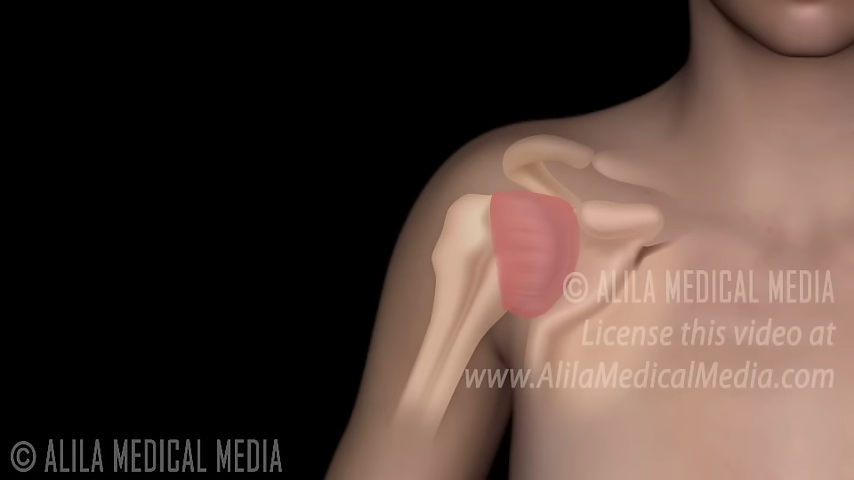 © ALILA MEDICAL MEDIA
License this video at
www.AlilaMedicalMedia.com
© ALILA MEDICAL MEDIA